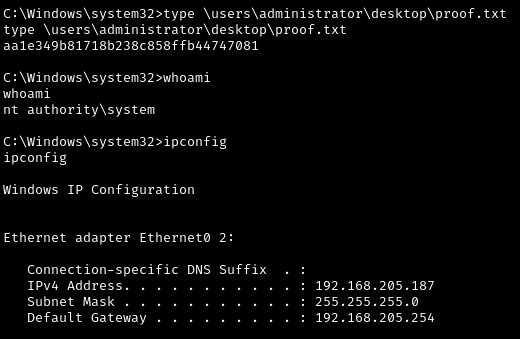 C:\Windows\system32>type \users\administrator\desktop\proof.txt
type \users\administrator\desktop\proof.txt
aa1e349b81718b238c858ffb44747081
C:\Windows\system32>whoami
whoami
nt authority\system
C:\Windows\system32>ipconfig
ipconfig
Windows IP Configuration
Ethernet adapter Ethernet0 2:
Connection-specific DNS Suffix  . :
IPv4 Address. . . . . . . . . . . : 192.168.205.187
Subnet Mask . . . . . . . . . . . : 255.255.255.0
Default Gateway . . . . . . . . . : 192.168.205.254